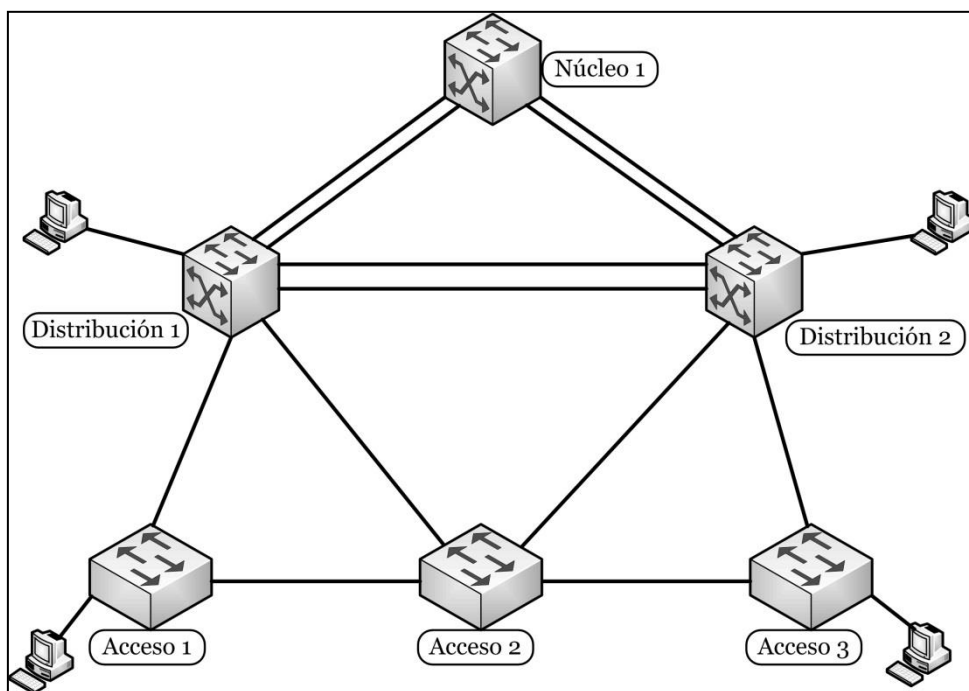 Núcleo 1
Distribución 1
Distribución 2
Acceso 1
Acceso 2
Acceso 3